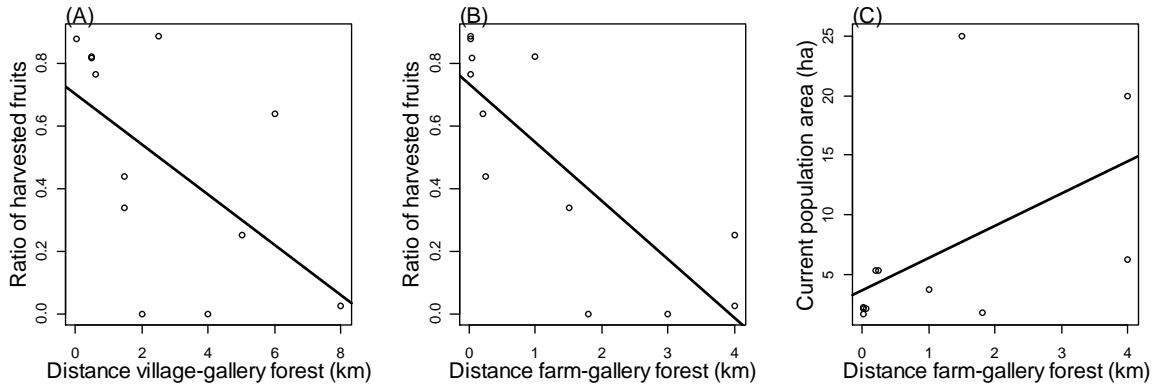 (A)
Ratio of harvested fruits
0.0 0.2 0.4 0.6 0.8
0 2 4 6 8
Distance village-gallery forest (km)
(B)
Ratio of harvested fruits
0.0 0.2 0.4 0.6 0.8
0 1 2 3 4
Distance farm-gallery forest (km)
(C)
Current population area (ha)
5 10 15 20 25
0 1 2 3 4
Distance farm-gallery forest (km)